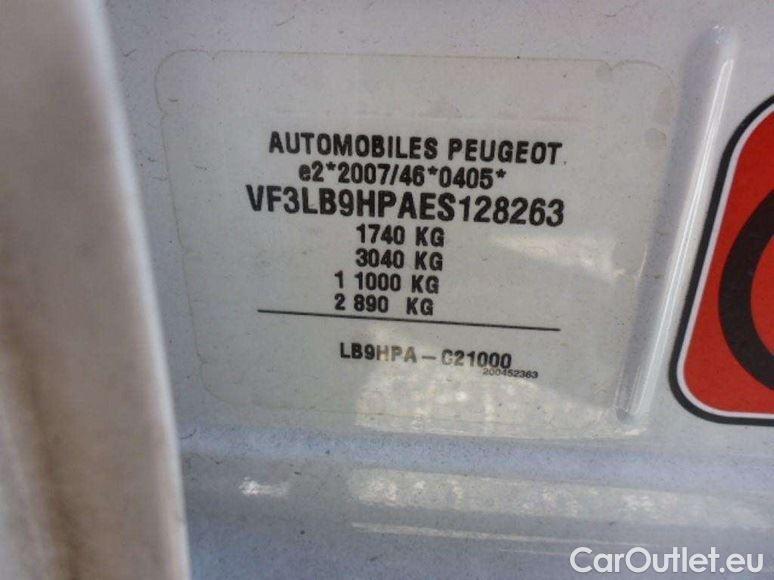 AUTOMOBILES PEUGEOT
e2*2007/46*0405*
VF3LB9HPAES128263
1740 KG
3040 KG
1 1000 KG
2 890 KG
LB9HPA-C21000
200452363
CarOutlet.eu